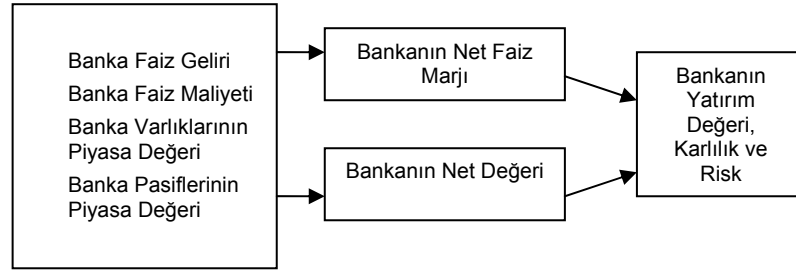 Banka Faiz Geliri
Banka Faiz Maliyeti
Banka Varlıklarının
Piyasa Değeri
Banka Pasiflerinin
Piyasa Değeri
Bankanın Net Faiz
Marjı
Bankanın Net Değeri
Bankanın
Yatırım
Değeri,
Karlılık ve
Risk